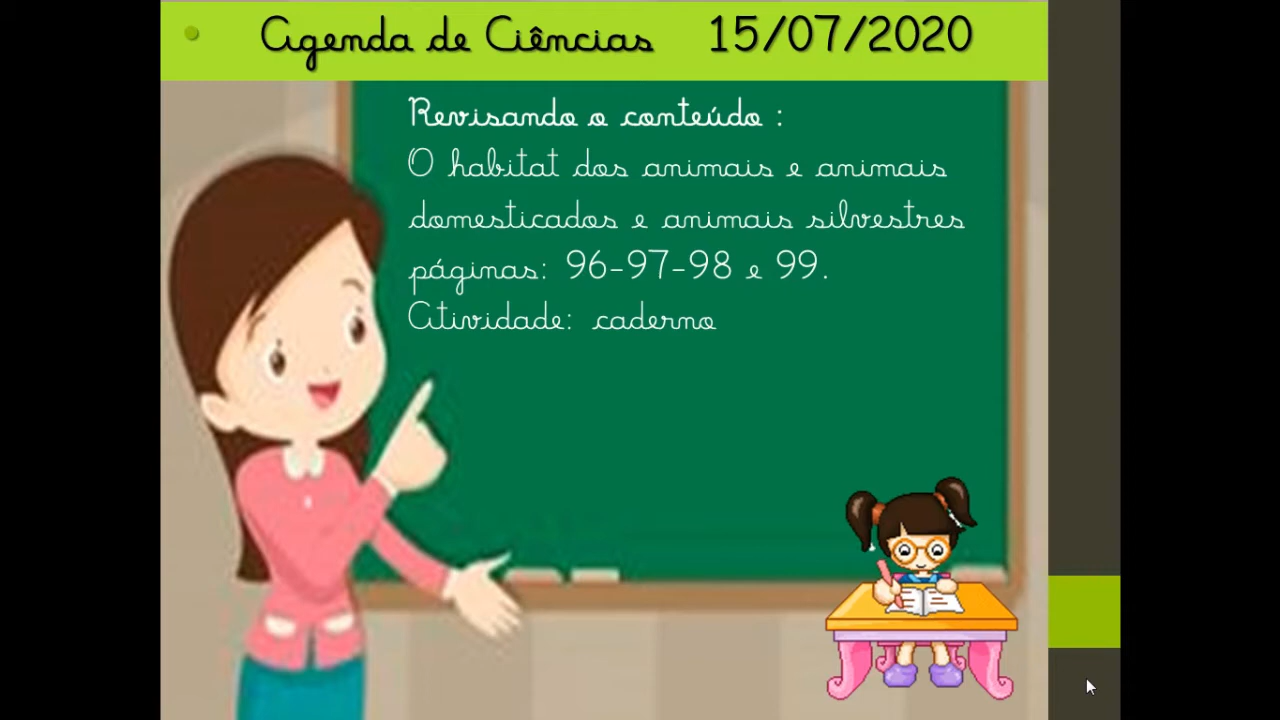 Agenda de Ciências 15/07/2020
Revisando o conteúdo :
O habitat dos animais e animais
domesticados e animais silvestres
páginas: 96-97-98 e 99.
Atividade: caderno